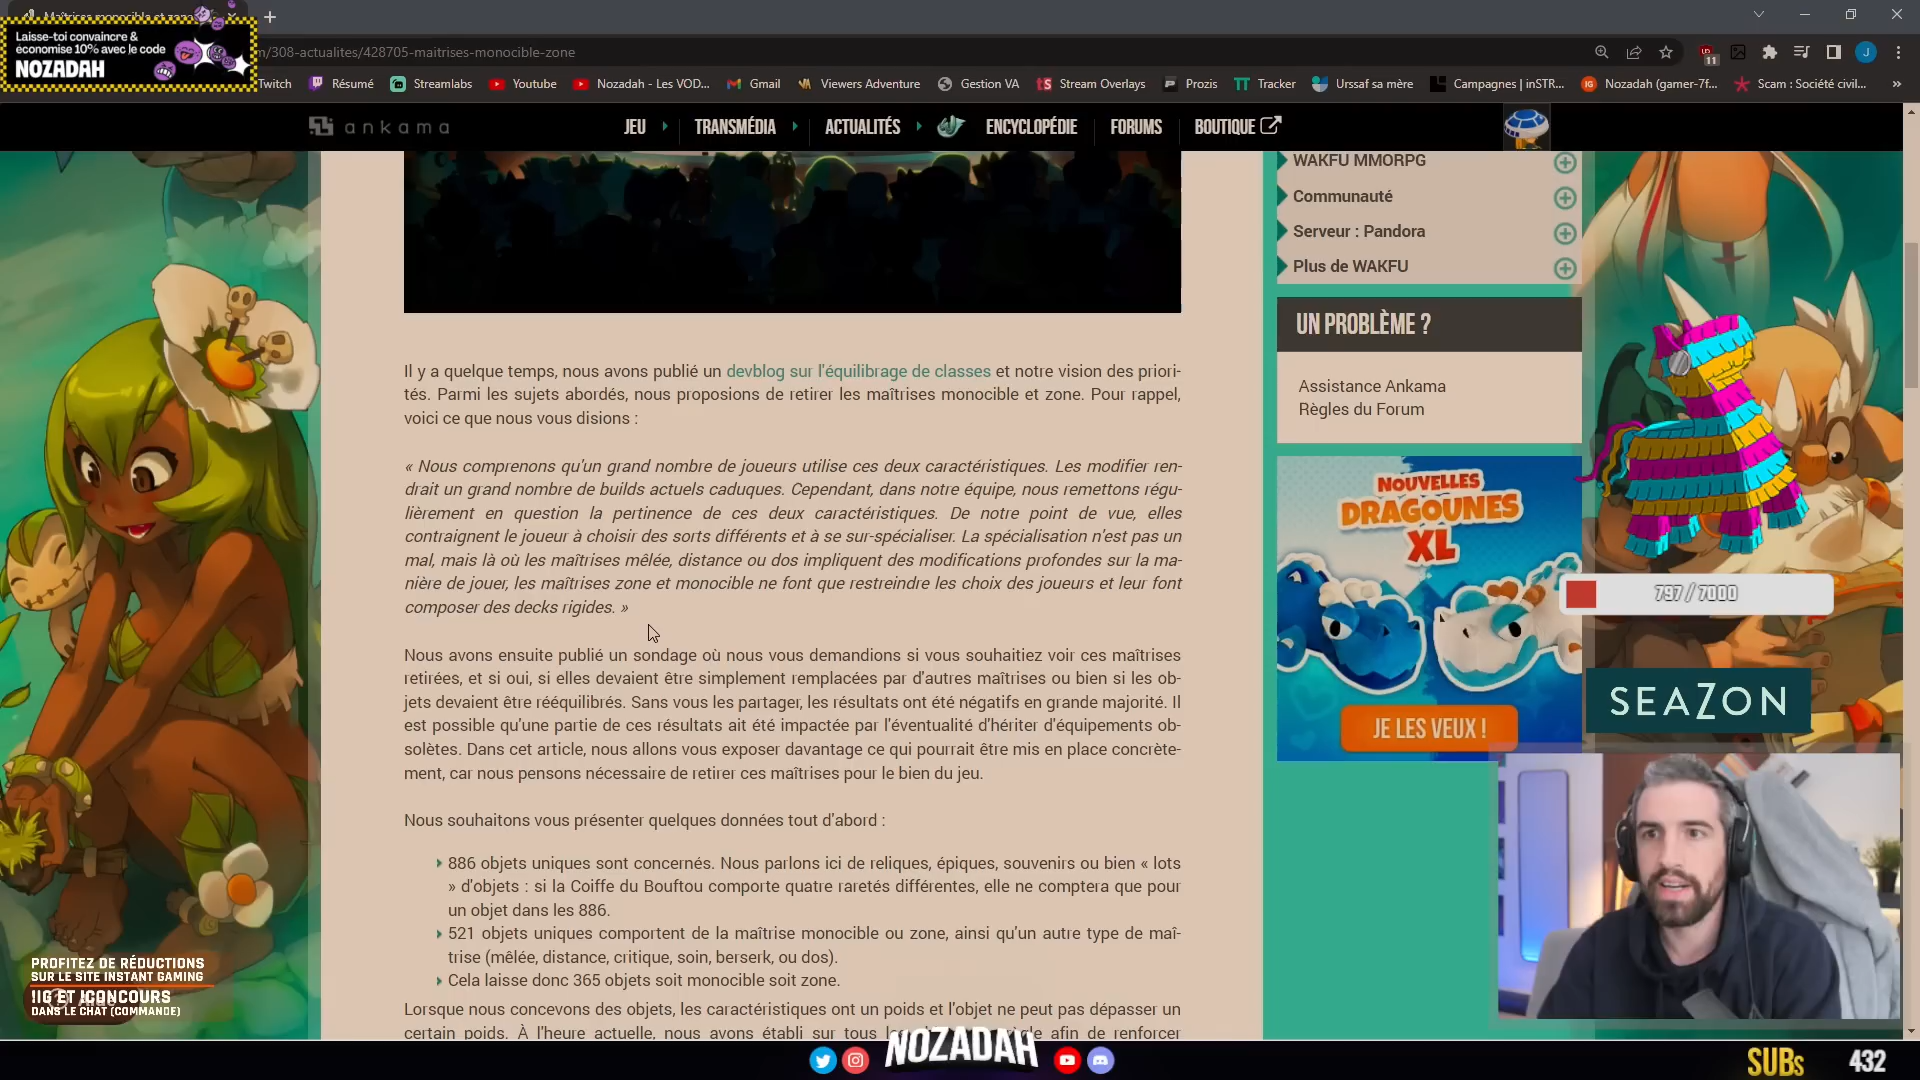 Laisse-toi convaincre &
économise 10% avec le code
NOZADAH
/308-actualites/428705-maitrises-monocible-zone
11
J
Twitch
Résumé
Streamlabs
Youtube
Nozadah - Les VOD...
Gmail
Viewers Adventure
Gestion VA
Stream Overlays
Prozis
Tracker
Urssaf sa mère
Campagnes | inSTR...
Nozadah (gamer-7f...
Scam : Société civil...
ankama
JEU
TRANSMÉDIA
ACTUALITÉS
ENCYCLOPÉDIE
FORUMS
BOUTIQUE
Il y a quelque temps, nous avons publié un devblog sur l'équilibrage de classes et notre vision des priori-
tés. Parmi les sujets abordés, nous proposions de retirer les maîtrises monocible et zone. Pour rappel,
voici ce que nous vous disions :
« Nous comprenons qu'un grand nombre de joueurs utilise ces deux caractéristiques. Les modifier ren-
drait un grand nombre de builds actuels caduques. Cependant, dans notre équipe, nous remettons régu-
lièrement en question la pertinence de ces deux caractéristiques. De notre point de vue, elles
contraignent le joueur à choisir des sorts différents et à se sur-spécialiser. La spécialisation n'est pas un
mal, mais là où les maîtrises mêlée, distance ou dos impliquent des modifications profondes sur la ma-
nière de jouer, les maîtrises zone et monocible ne font que restreindre les choix des joueurs et leur font
composer des decks rigides. »
Nous avons ensuite publié un sondage où nous vous demandions si vous souhaitiez voir ces maîtrises
retirées, et si oui, si elles devaient être simplement remplacées par d'autres maîtrises ou bien si les ob-
jets devaient être rééquilibrés. Sans vous les partager, les résultats ont été négatifs en grande majorité. Il
est possible qu'une partie de ces résultats ait été impactée par l'éventualité d'hériter d'équipements ob-
solètes. Dans cet article, nous allons vous exposer davantage ce qui pourrait être mis en place concrète-
ment, car nous pensons nécessaire de retirer ces maîtrises pour le bien du jeu.
Nous souhaitons vous présenter quelques données tout d'abord :
886 objets uniques sont concernés. Nous parlons ici de reliques, épiques, souvenirs ou bien « lots
» d'objets : si la Coiffe du Bouftou comporte quatre raretés différentes, elle ne comptera que pour
un objet dans les 886.
521 objets uniques comportent de la maîtrise monocible ou zone, ainsi qu'un autre type de maî-
trise (mêlée, distance, critique, soin, berserk, ou dos).
Cela laisse donc 365 objets soit monocible soit zone.
Lorsque nous concevons des objets, les caractéristiques ont un poids et l'objet ne peut pas dépasser un
certain poids. À l'heure actuelle, nous avons établi sur tous afin de renforcer
WAKFU MMORPG
Communauté
Serveur : Pandora
Plus de WAKFU
UN PROBLÈME ?
Assistance Ankama
Règles du Forum
NOUVELLES
DRAGOUNES
XL
JE LES VEUX !
797 / 7000
SEAZON
PROFITEZ DE RÉDUCTIONS
SUR LE SITE INSTANT GAMING
!IG ET !CONCOURS
DANS LE CHAT (COMMANDE)
NOZADAH
SUBs
432